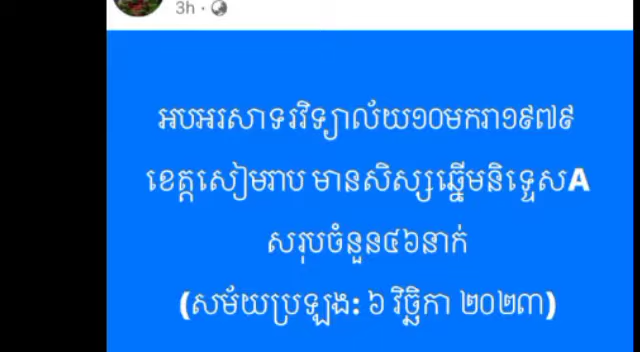 3h ·
អបអរសាទរវិទ្យាល័យ១០មករា១៩៧៩
ខេត្តសៀមរាប មានសិស្សឆ្នើមនិទ្ទេសA
សរុបចំនួន៤៦នាក់
(សម័យប្រឡង: ៦ វិច្ឆិកា ២០២៣)